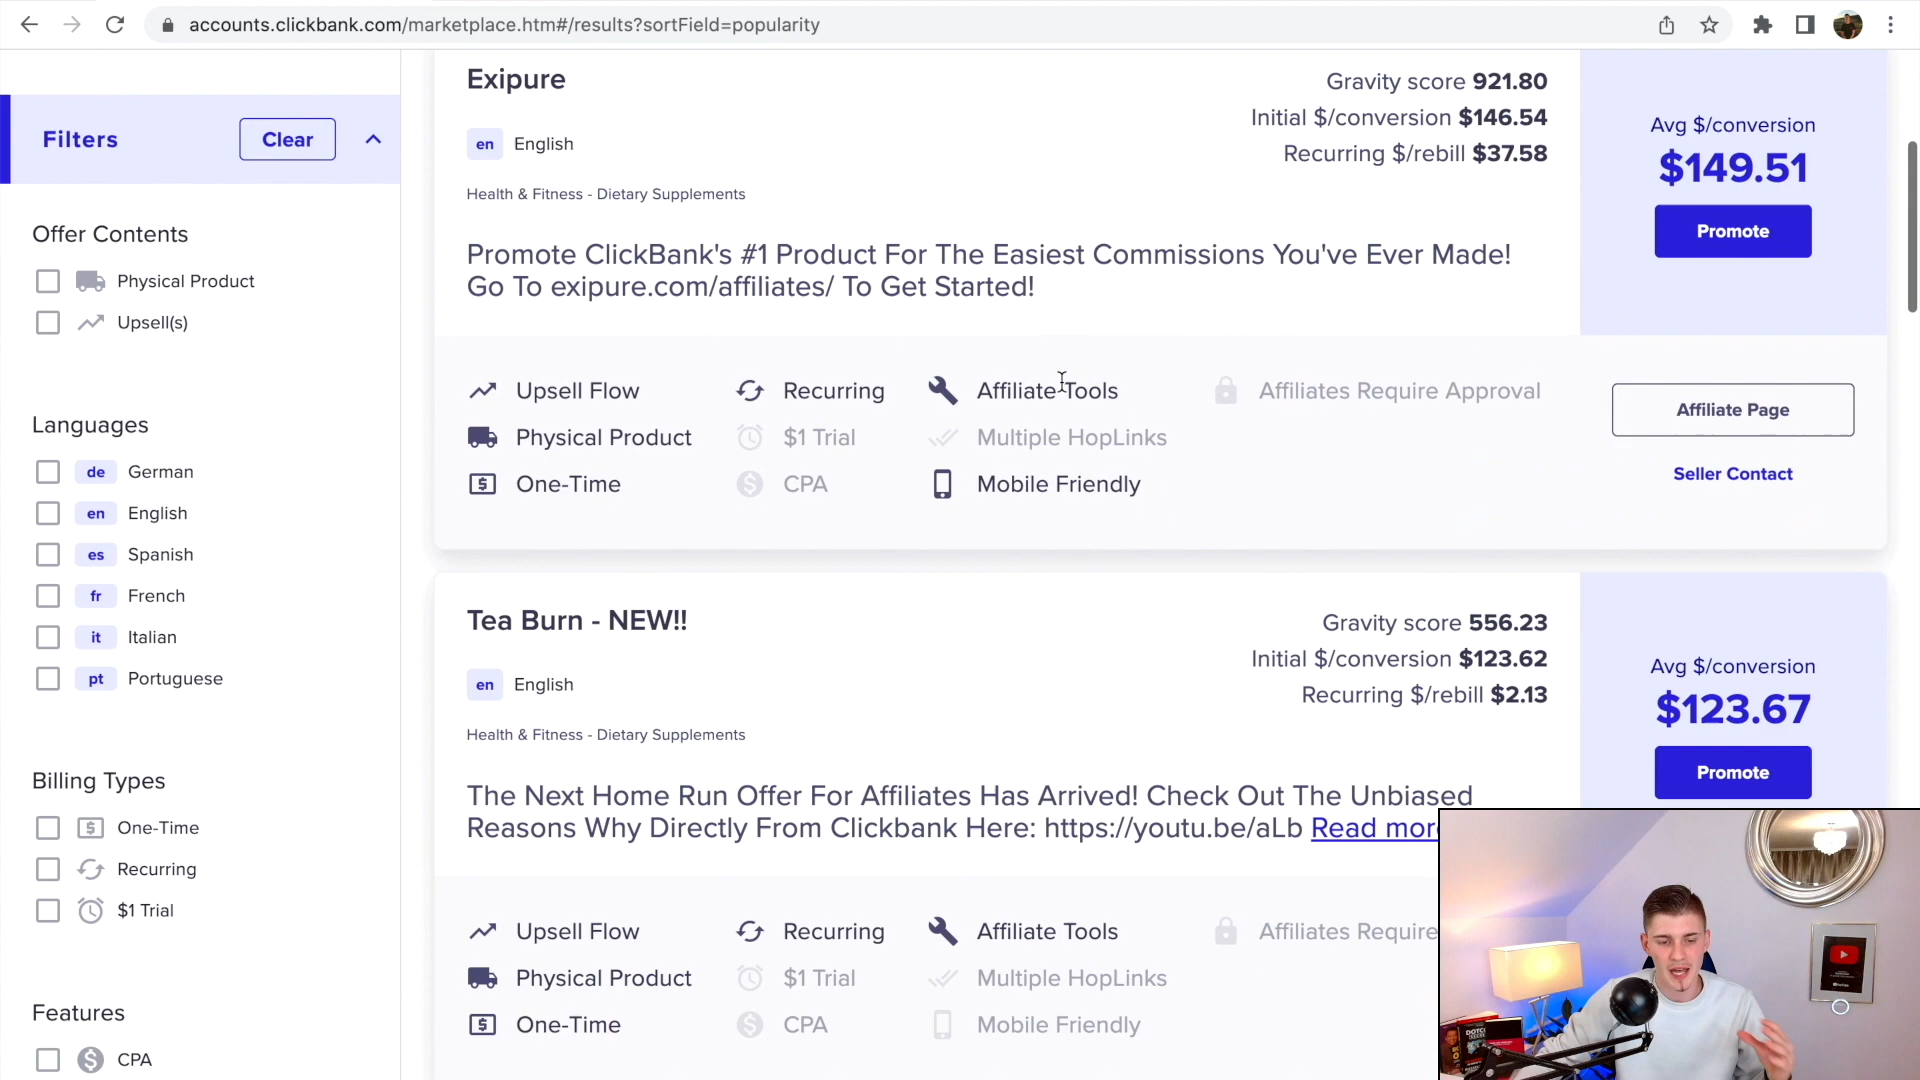 accounts.clickbank.com/marketplace.htm#/results?sortField=popularity
Filters
Clear
Offer Contents
Physical Product
Upsell(s)
Languages
de German
en English
es Spanish
fr French
it Italian
pt Portuguese
Billing Types
One-Time
Recurring
$1 Trial
Features
CPA
Exipure
en English
Health & Fitness - Dietary Supplements
Gravity score 921.80
Initial $/conversion $146.54
Recurring $/rebill $37.58
Promote ClickBank's #1 Product For The Easiest Commissions You've Ever Made!
Go To exipure.com/affiliates/ To Get Started!
Avg $/conversion
$149.51
Promote
Upsell Flow
Recurring
Affiliate Tools
Affiliates Require Approval
Physical Product
$1 Trial
Multiple HopLinks
One-Time
CPA
Mobile Friendly
Affiliate Page
Seller Contact
Tea Burn - NEW!!
en English
Health & Fitness - Dietary Supplements
Gravity score 556.23
Initial $/conversion $123.62
Recurring $/rebill $2.13
The Next Home Run Offer For Affiliates Has Arrived! Check Out The Unbiased
Reasons Why Directly From Clickbank Here: https://youtu.be/aLb Read more
Avg $/conversion
$123.67
Promote
Upsell Flow
Recurring
Affiliate Tools
Affiliates Require
Physical Product
$1 Trial
Multiple HopLinks
One-Time
CPA
Mobile Friendly